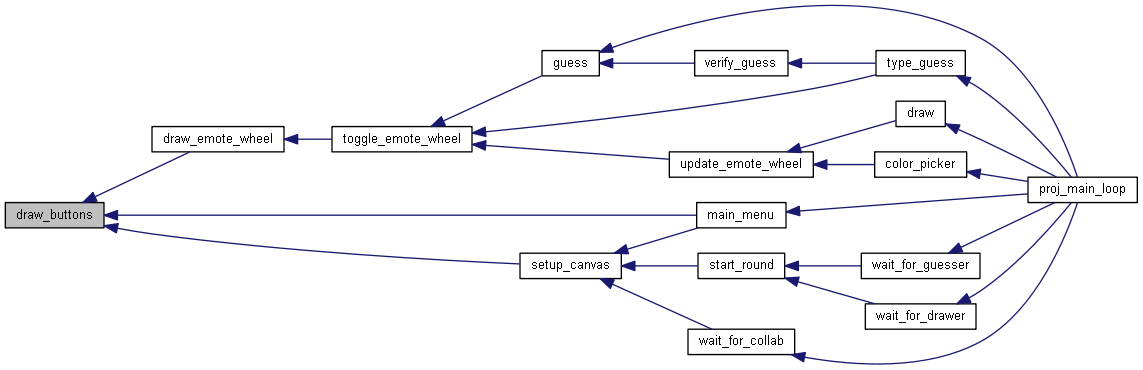 guess
verify_guess
type_guess
draw
draw_emote_wheel
toggle_emote_wheel
update_emote_wheel
color_picker
proj_main_loop
draw_buttons
main_menu
setup_canvas
start_round
wait_for_guesser
wait_for_drawer
wait_for_collab